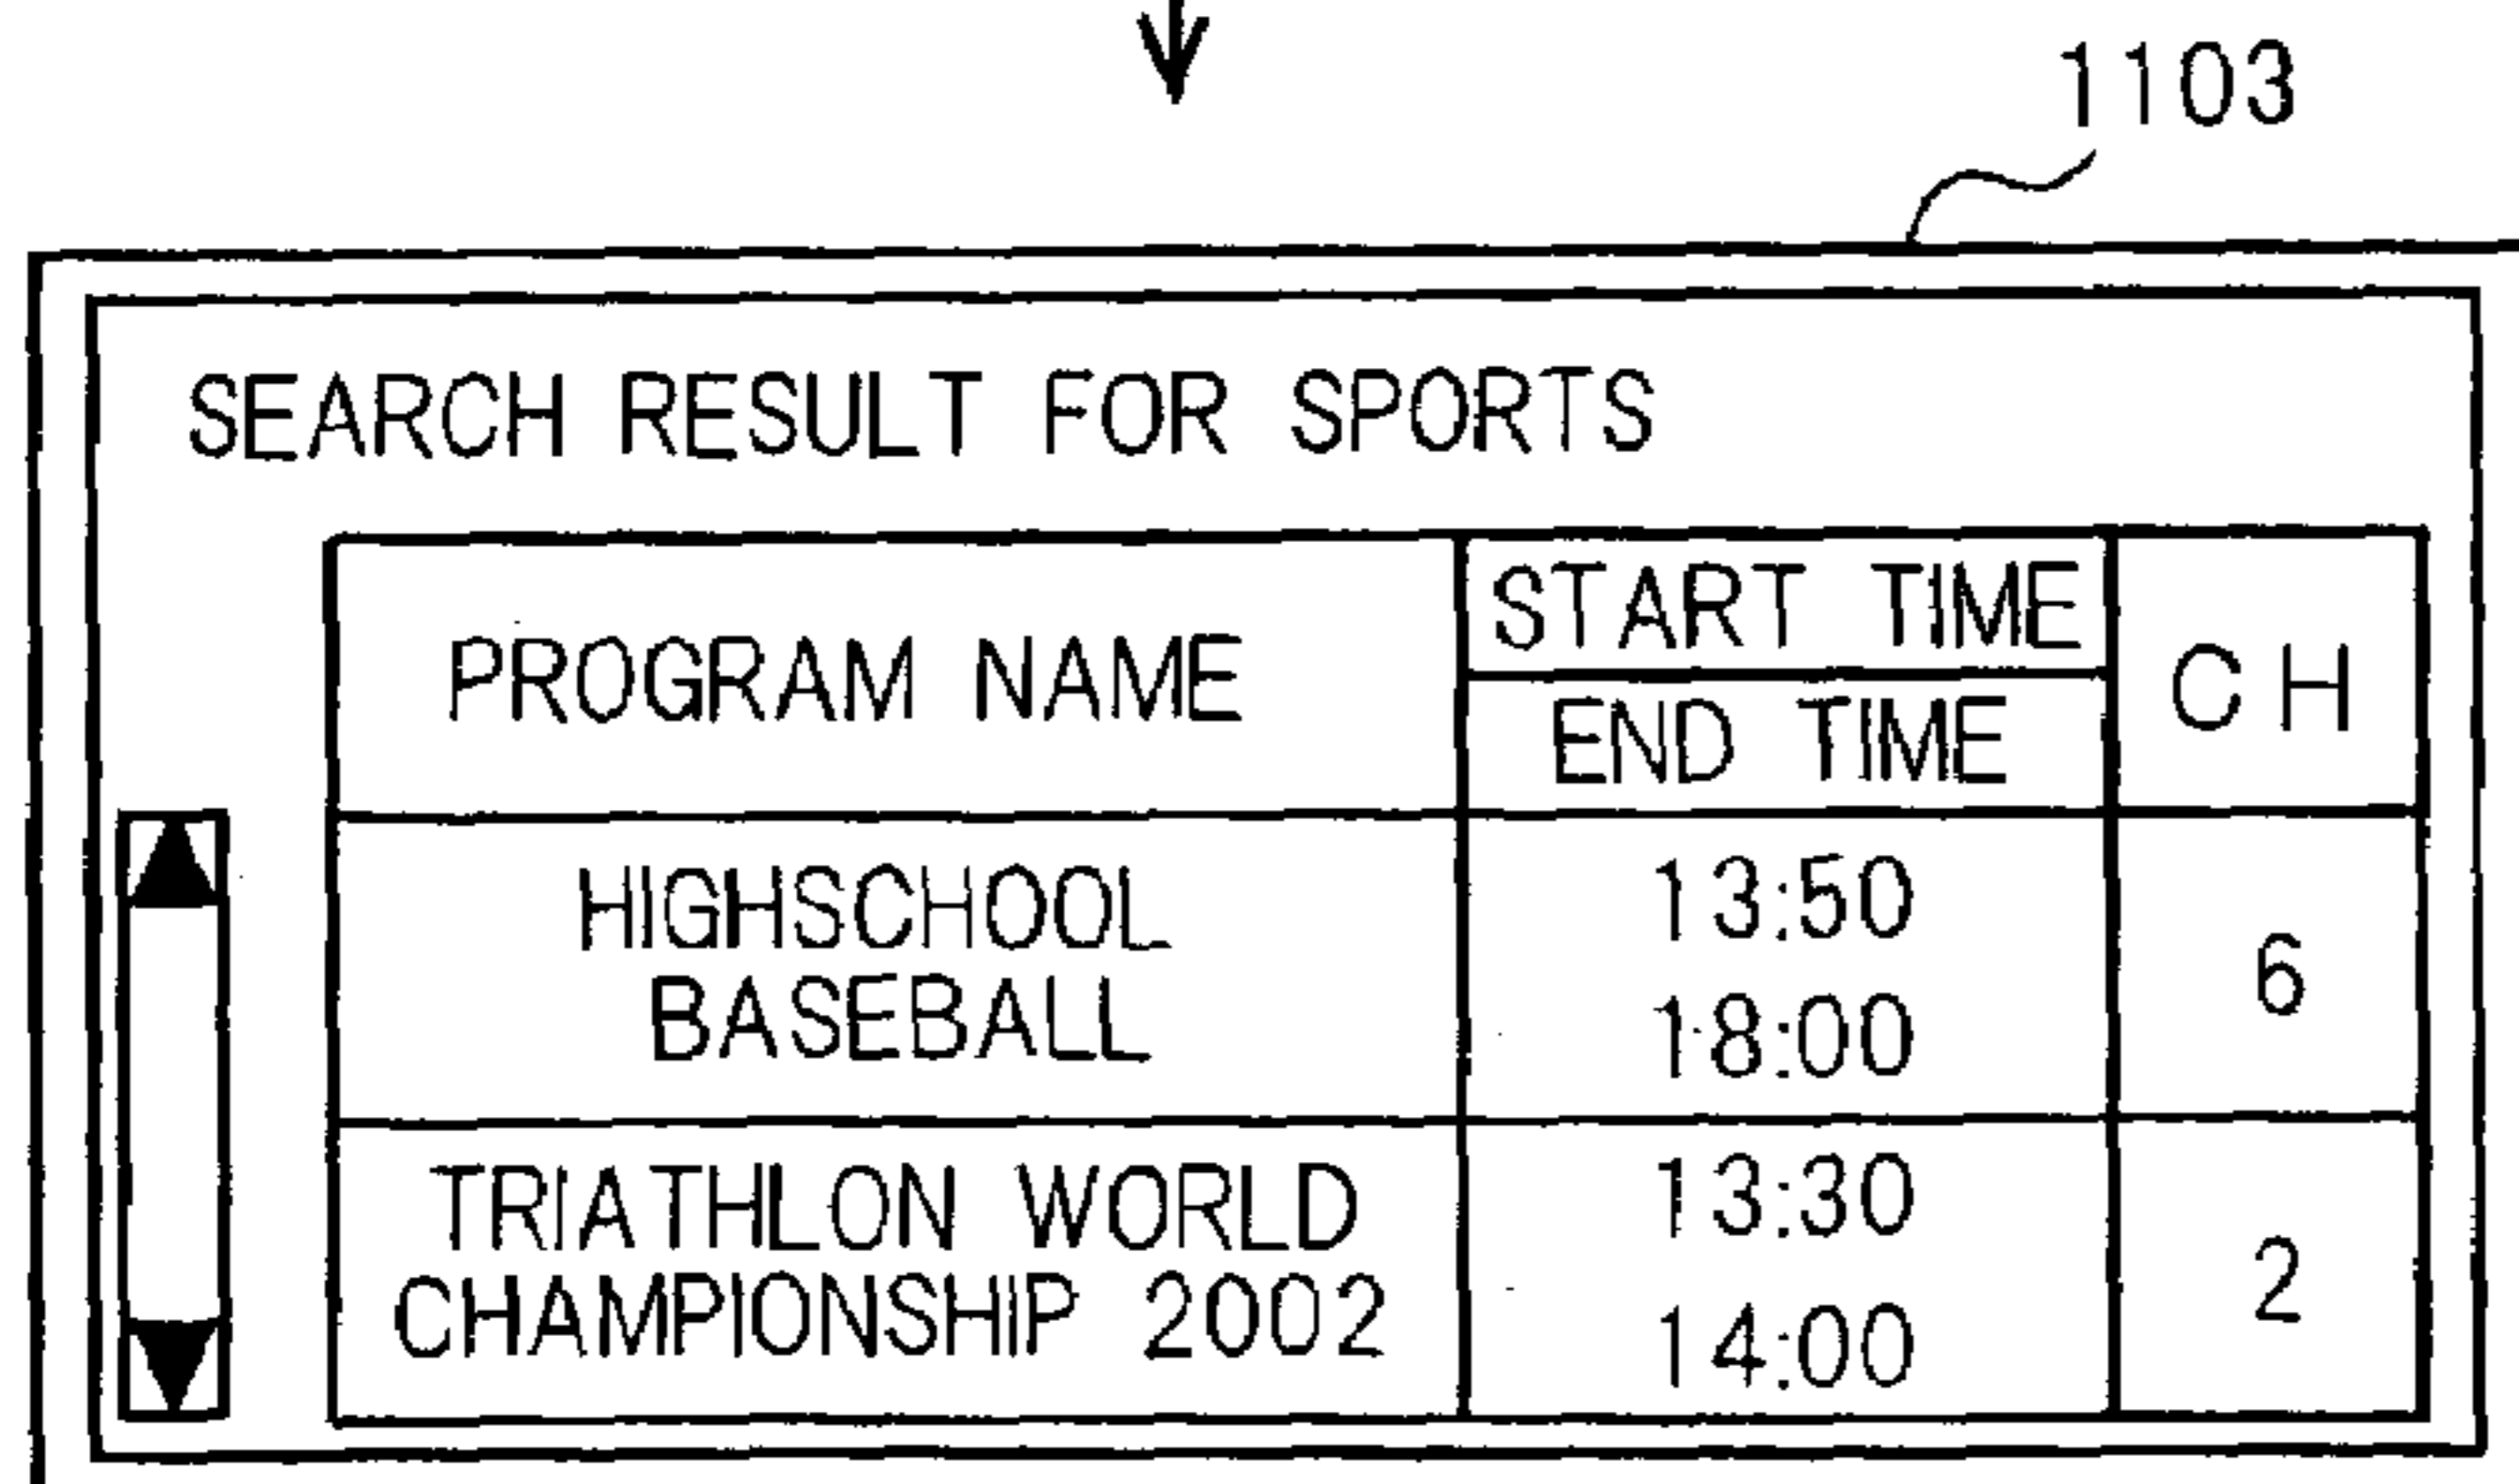 1103
SEARCH RESULT FOR SPORTS
PROGRAM NAME
START TIME
END TIME
CH
HIGHSCHOOL
BASEBALL
13:50
18:00
6
TRIATHLON WORLD
CHAMPIONSHIP 2002
13:30
14:00
2